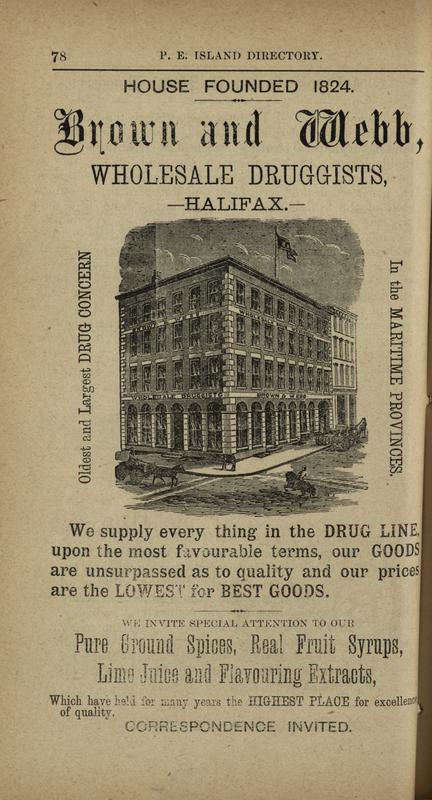 78 P. E. ISLAND DIRECTORY.
HOUSE FOUNDED 1824.
Brown and Webb,
WHOLESALE DRUGGISTS,
—HALIFAX.—
Oldest and Largest DRUG CONCERN
In the MARITIME PROVINCES.
WHOLESALE DRUGGISTS BROWN & WEBB
We supply every thing in the DRUG LINE,
upon the most favourable terms, our GOODS
are unsurpassed as to quality and our prices
are the LOWEST for BEST GOODS.
WE INVITE SPECIAL ATTENTION TO OUR
Pure Ground Spices, Real Fruit Syrups,
Lime Juice and Flavouring Extracts,
Which have held for many years the HIGHEST PLACE for excellence
of quality.
CORRESPONDENCE INVITED.